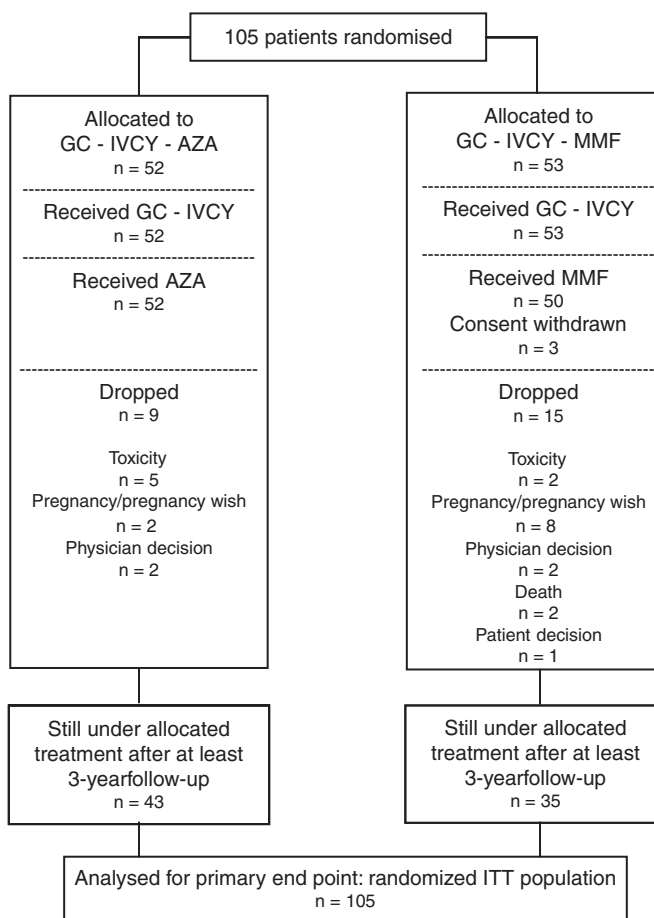 105 patients randomised
Allocated to
GC - IVCY - AZA
n = 52
Received GC - IVCY
n = 52
Received AZA
n = 52
Dropped
n = 9
Toxicity
n = 5
Pregnancy/pregnancy wish
n = 2
Physician decision
n = 2
Still under allocated
treatment after at least
3-yearfollow-up
n = 43
Allocated to
GC - IVCY - MMF
n = 53
Received GC - IVCY
n = 53
Received MMF
n = 50
Consent withdrawn
n = 3
Dropped
n = 15
Toxicity
n = 2
Pregnancy/pregnancy wish
n = 8
Physician decision
n = 2
Death
n = 2
Patient decision
n = 1
Still under allocated
treatment after at least
3-yearfollow-up
n = 35
Analysed for primary end point: randomized ITT population
n = 105